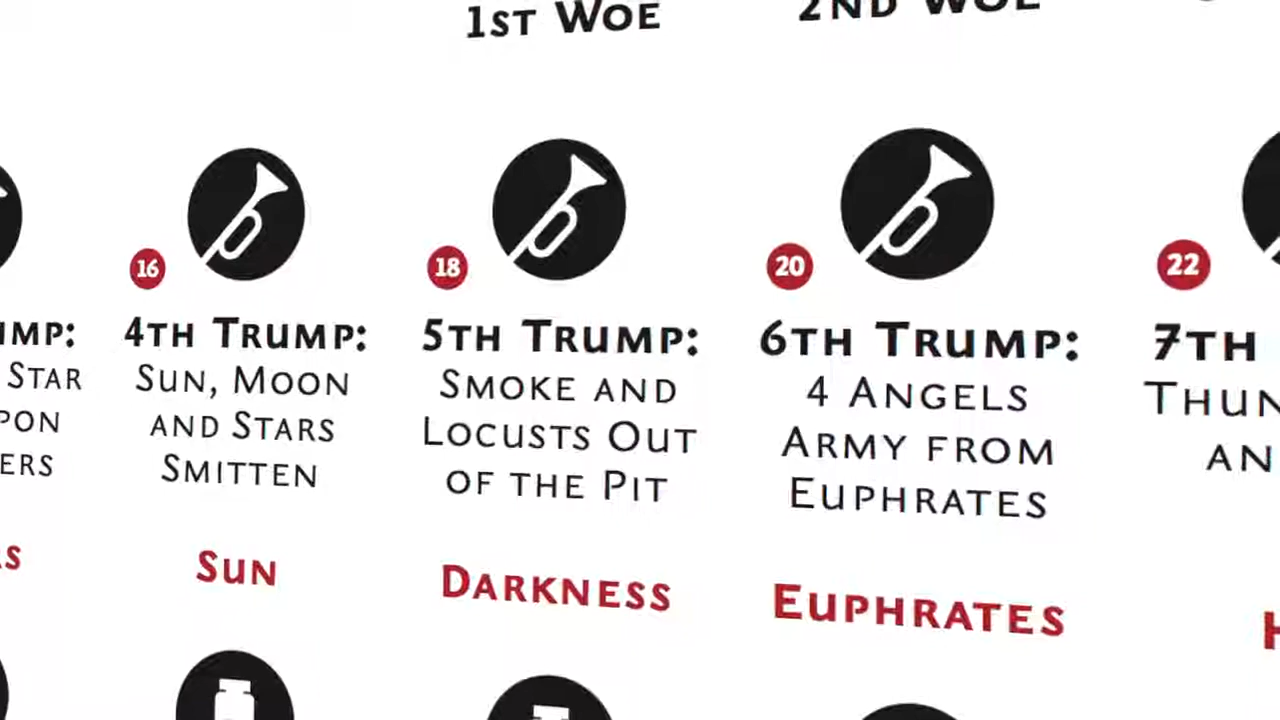 1ST WOE
2ND WOE
16
18
20
22
4TH TRUMP:
SUN, MOON
AND STARS
SMITTEN
5TH TRUMP:
SMOKE AND
LOCUSTS OUT
OF THE PIT
6TH TRUMP:
4 ANGELS
ARMY FROM
EUPHRATES
7TH
STAR
SUN
DARKNESS
EUPHRATES